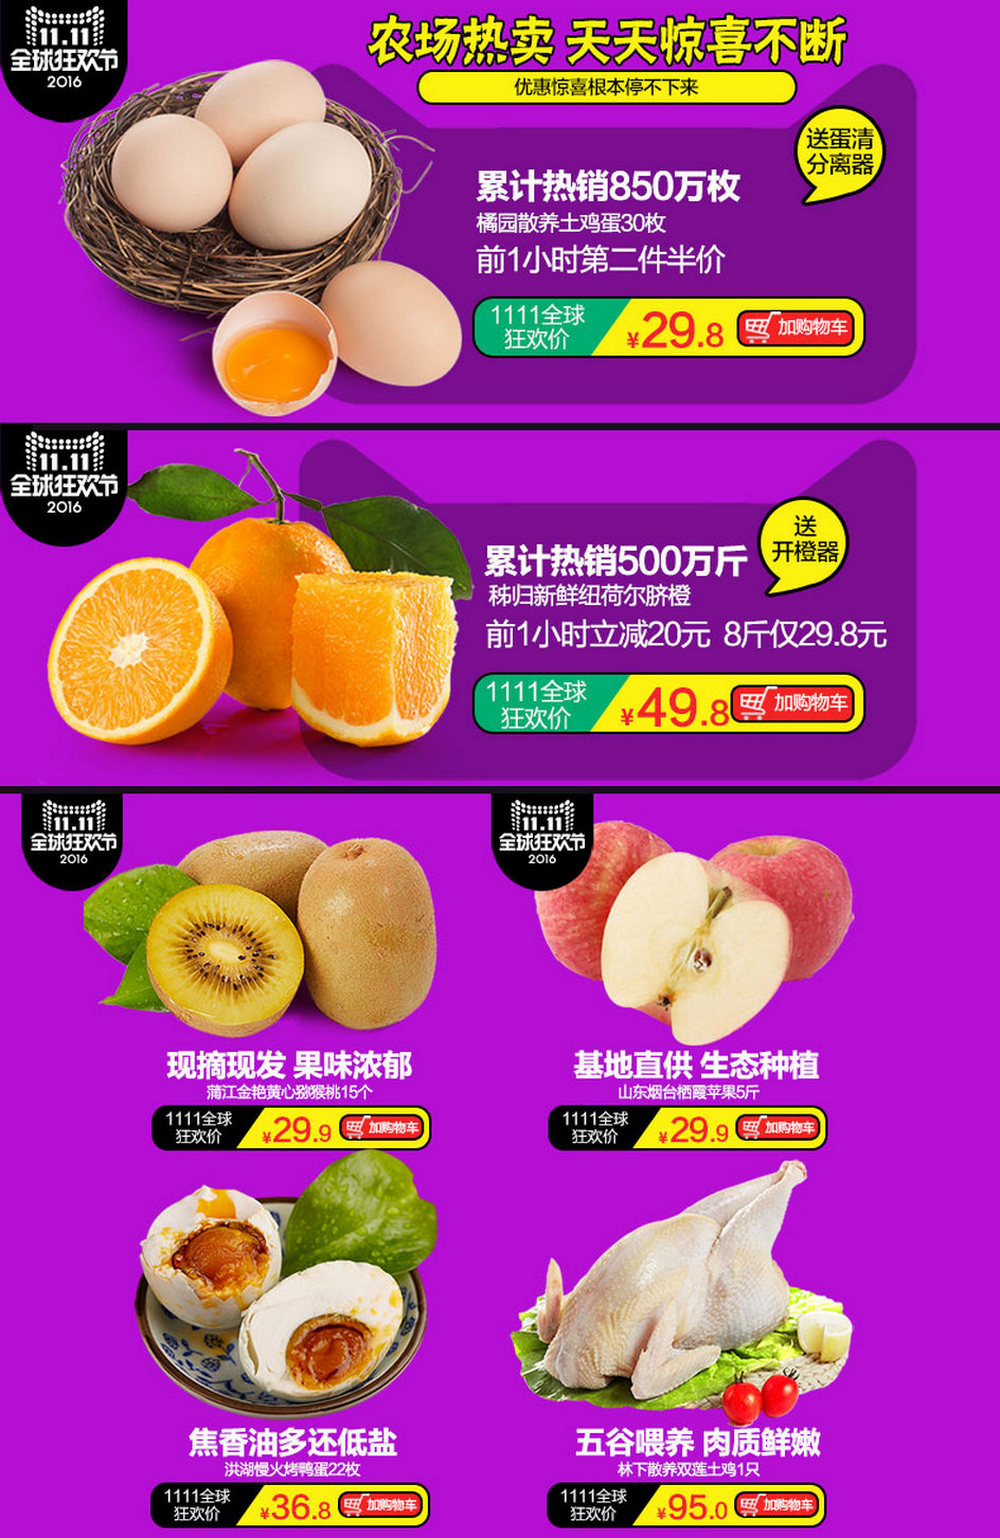 11.11
全球狂欢节
2016
农场热卖 天天惊喜不断
优惠惊喜根本停不下来
送蛋清
分离器
累计热销850万枚
橘园散养土鸡蛋30枚
前1小时第二件半价
1111全球
狂欢价
¥29.8
加购物车
11.11
全球狂欢节
2016
送
开橙器
累计热销500万斤
秭归新鲜纽荷尔脐橙
前1小时立减20元 8斤仅29.8元
1111全球
狂欢价
¥49.8
加购物车
11.11
全球狂欢节
2016
现摘现发 果味浓郁
蒲江金艳黄心猕猴桃15个
1111全球
狂欢价
¥29.9
加购物车
11.11
全球狂欢节
2016
基地直供 生态种植
山东烟台栖霞苹果5斤
1111全球
狂欢价
¥29.9
加购物车
焦香油多还低盐
洪湖慢火烤鸭蛋22枚
1111全球
狂欢价
¥36.8
加购物车
五谷喂养 肉质鲜嫩
林下散养双莲土鸡1只
1111全球
狂欢价
¥95.0
加购物车